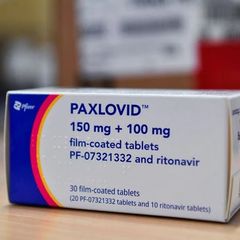 Pfizer
PAXLOVID™
150 mg + 100 mg
film-coated tablets
PF-07321332 and ritonavir
30 film-coated tablets
(20 PF-07321332 tablets and 10 ritonavir tablets)